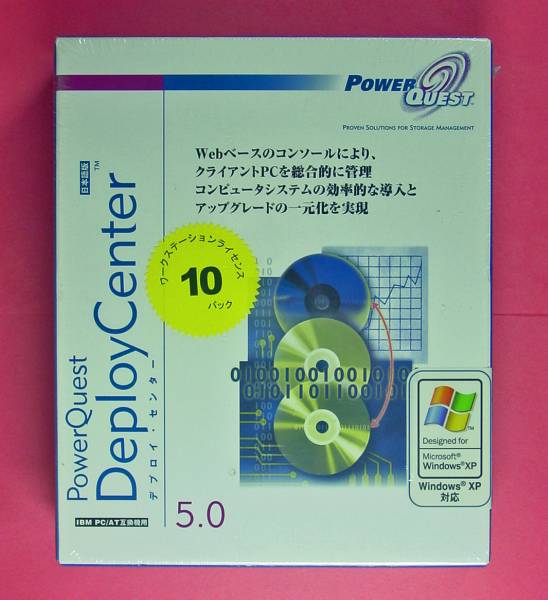 POWERQUEST
PROVEN SOLUTIONS FOR STORAGE MANAGEMENT
Webベースのコンソールにより、
クライアントPCを総合的に管理
コンピュータシステムの効率的な導入と
アップグレードの一元化を実現
日本語版
PowerQuest
DeployCenter™
デプロイ・センター
ワークステーションライセンス
10
パック
010010010010101
01011011001011
Designed for
Microsoft®
Windows®XP
Windows® XP
対応
IBM PC/AT互換機用
5.0